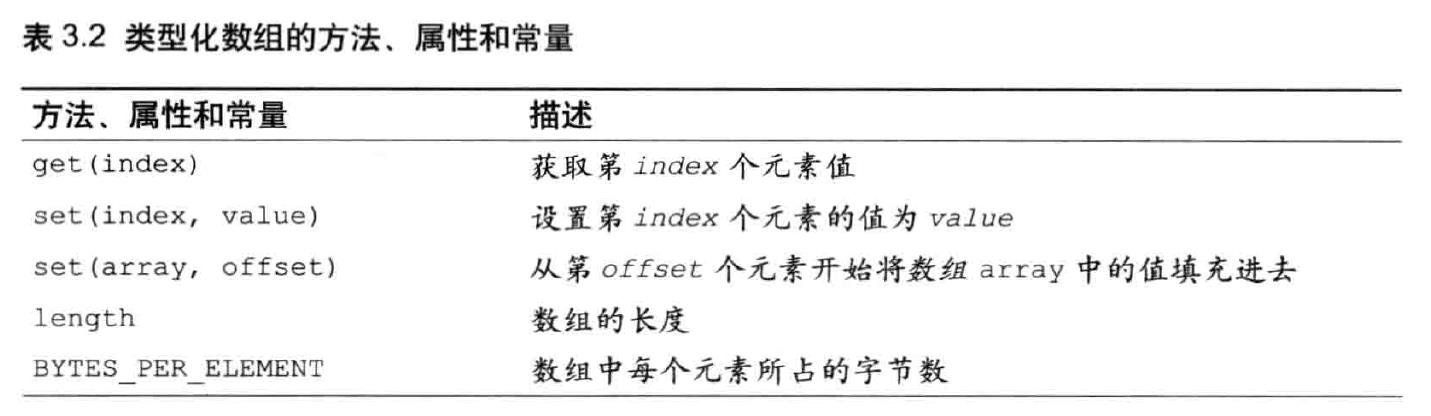 表 3.2 类型化数组的方法、属性和常量
方法、属性和常量 描述
get(index) 获取第 index 个元素值
set(index, value) 设置第 index 个元素的值为 value
set(array, offset) 从第 offset 个元素开始将数组 array 中的值填充进去
length 数组的长度
BYTES_PER_ELEMENT 数组中每个元素所占的字节数